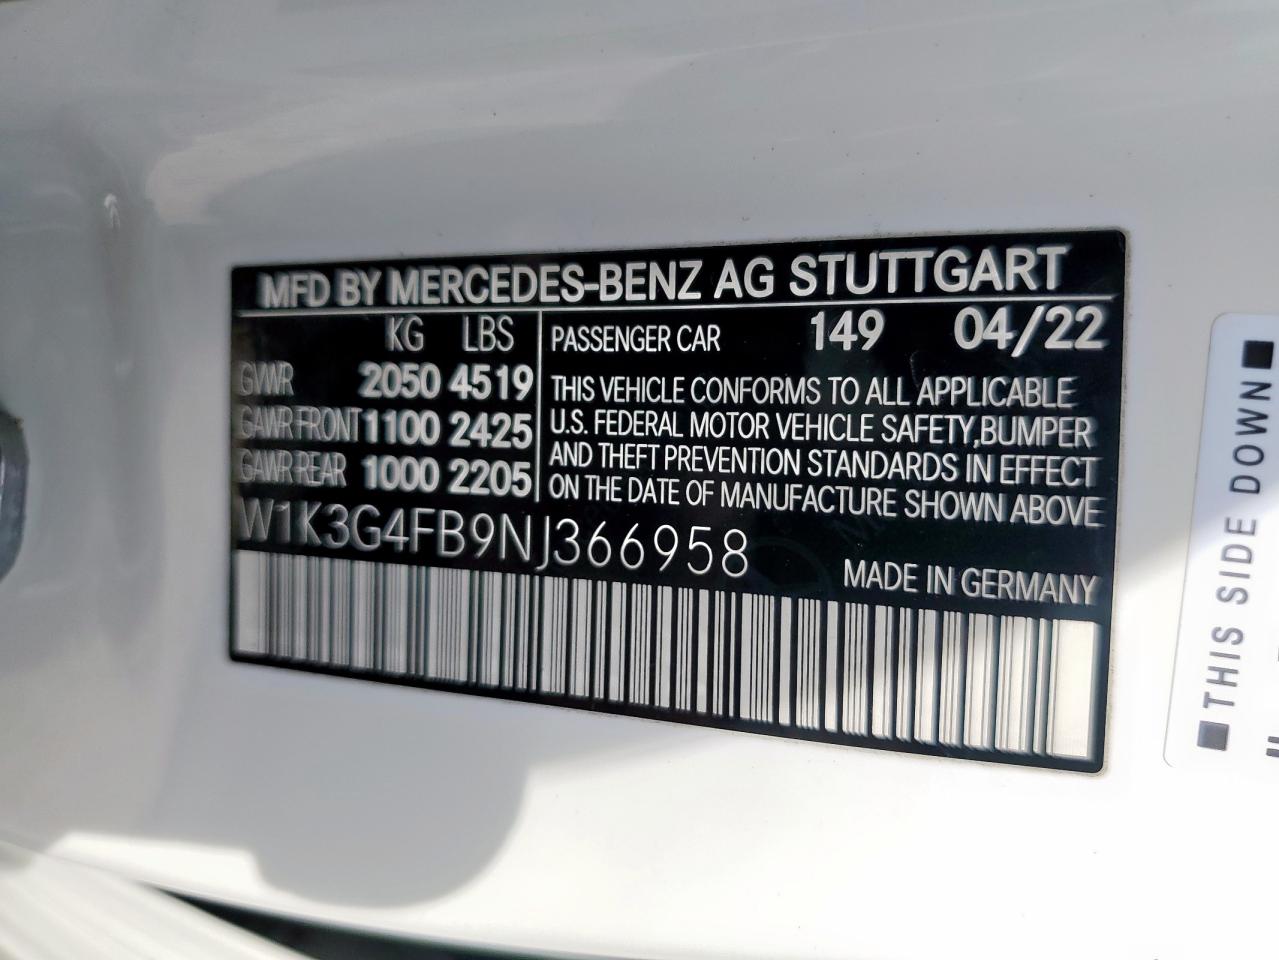 MFD BY MERCEDES-BENZ AG STUTTGART
KG LBS
GVWR 2050 4519
GAWR FRONT 1100 2425
GAWR REAR 1000 2205
PASSENGER CAR 149 04/22
THIS VEHICLE CONFORMS TO ALL APPLICABLE
U.S. FEDERAL MOTOR VEHICLE SAFETY,BUMPER
AND THEFT PREVENTION STANDARDS IN EFFECT
ON THE DATE OF MANUFACTURE SHOWN ABOVE
W1K3G4FB9NJ366958
MADE IN GERMANY
THIS SIDE DOWN